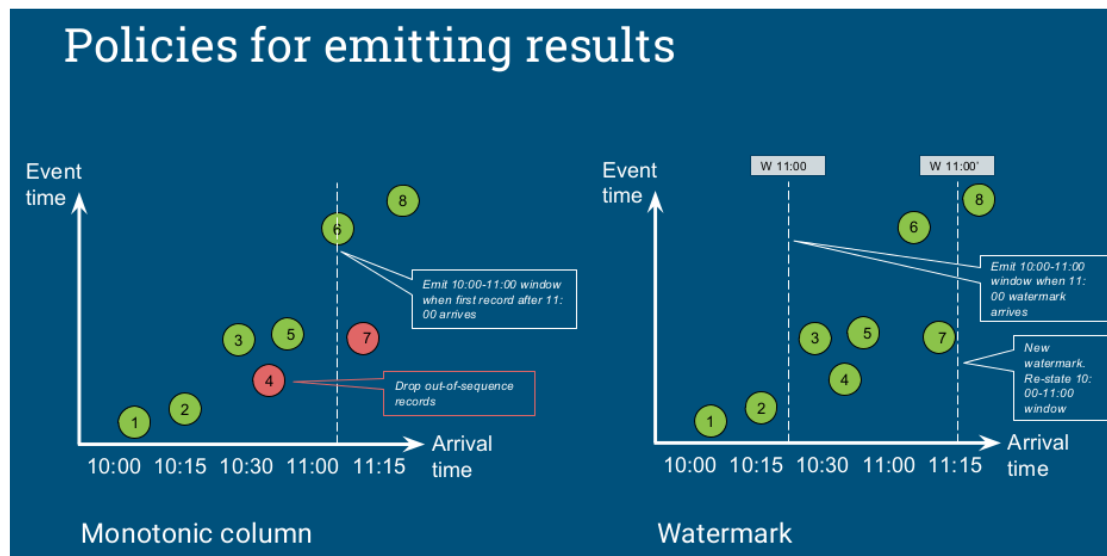 Policies for emitting results
Event
time
8
6
Emit 10:00-11:00 window
when first record after 11:
00 arrives
3
5
7
4
Drop out-of-sequence
records
1
2
Arrival
time
10:00 10:15 10:30 11:00 11:15
Monotonic column
W 11:00
W 11:00'
Event
time
8
6
Emit 10:00-11:00
window when 11:
00 watermark
arrives
3
5
7
New
watermark.
Re-state 10:
00-11:00
window
4
1
2
Arrival
time
10:00 10:15 10:30 11:00 11:15
Watermark